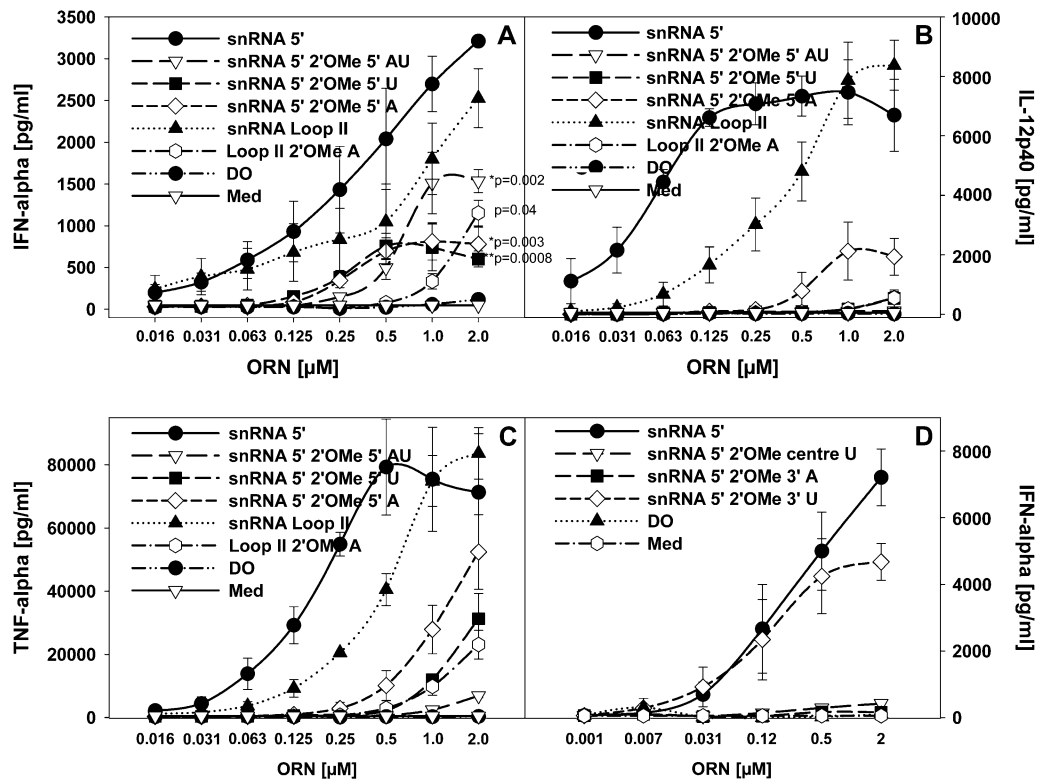 3500
3000
2500
2000
1500
1000
500
0
IFN-alpha [pg/ml]
snRNA 5'
snRNA 5' 2'OMe 5' AU
snRNA 5' 2'OMe 5' U
snRNA 5' 2'OMe 5' A
snRNA Loop II
Loop II 2'OMe A
DO
Med
A
*p=0.002
p=0.04
*p=0.003
*p=0.0008
0.016 0.031 0.063 0.125 0.25 0.5 1.0 2.0
ORN [µM]
snRNA 5'
snRNA 5' 2'OMe 5' AU
snRNA 5' 2'OMe 5' U
snRNA 5' 2'OMe 5' A
snRNA Loop II
Loop II 2'OMe A
DO
Med
B
10000
8000
6000
4000
2000
0
IL-12p40 [pg/ml]
0.016 0.031 0.063 0.125 0.25 0.5 1.0 2.0
ORN [µM]
80000
60000
40000
20000
0
TNF-alpha [pg/ml]
snRNA 5'
snRNA 5' 2'OMe 5' AU
snRNA 5' 2'OMe 5' U
snRNA 5' 2'OMe 5' A
snRNA Loop II
Loop II 2'OMe A
DO
Med
C
0.016 0.031 0.063 0.125 0.25 0.5 1.0 2.0
ORN [µM]
snRNA 5'
snRNA 5' 2'OMe centre U
snRNA 5' 2'OMe 3' A
snRNA 5' 2'OMe 3' U
DO
Med
D
8000
6000
4000
2000
0
IFN-alpha [pg/ml]
0.001 0.007 0.031 0.12 0.5 2
ORN [µM]